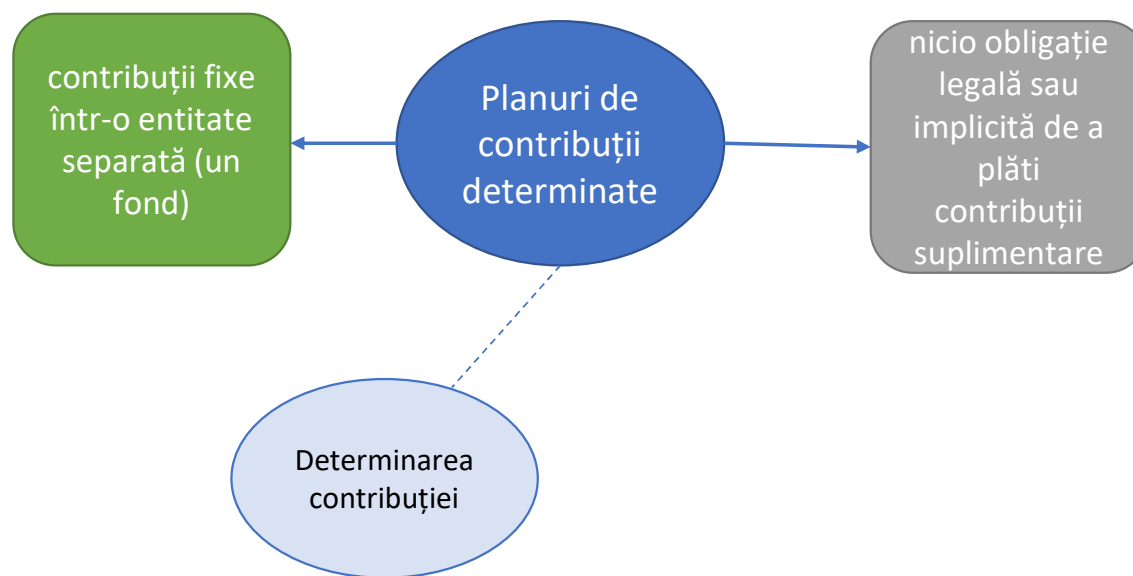 contribuții fixe
într-o entitate
separată (un
fond)
Planuri de
contribuții
determinate
nicio obligație
legală sau
implicită de a
plăti
contribuții
suplimentare
Determinarea
contribuției